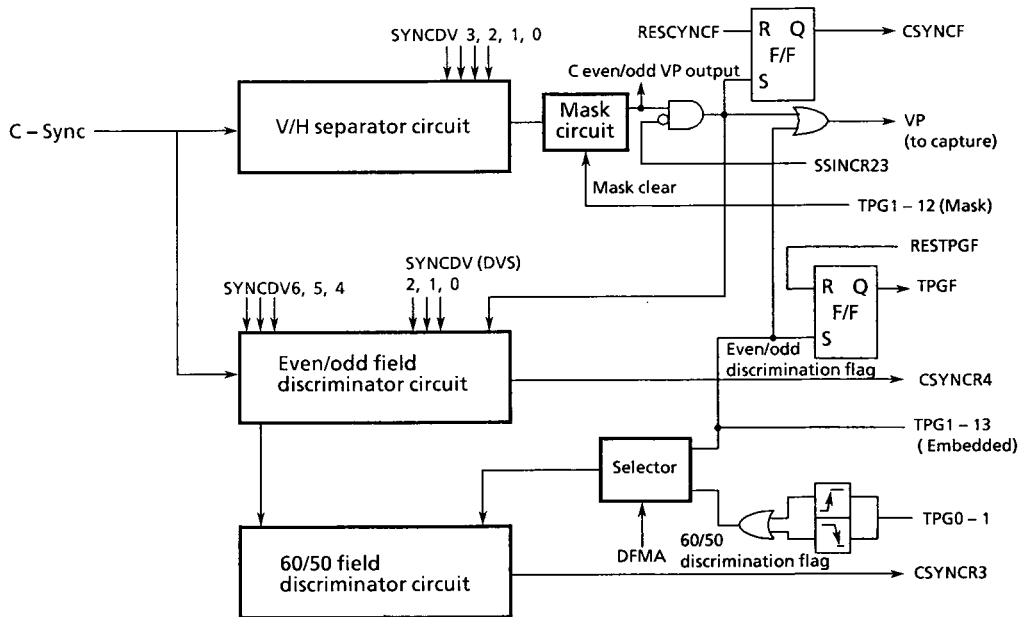 SYNCDV 3, 2, 1, 0
RESCYNCF
R Q
F/F
S
CSYNCF
C even/odd VP output
C – Sync
V/H separator circuit
Mask
circuit
VP
(to capture)
SSINCR23
Mask clear
TPG1 – 12 (Mask)
RESTPGF
SYNCDV6, 5, 4
SYNCDV (DVS)
2, 1, 0
R Q
F/F
S
TPGF
Even/odd field
discriminator circuit
Even/odd
discrimination flag
CSYNCR4
TPG1 – 13
( Embedded)
Selector
DFMA
TPG0 – 1
60/50
discrimination flag
60/50 field
discriminator circuit
CSYNCR3